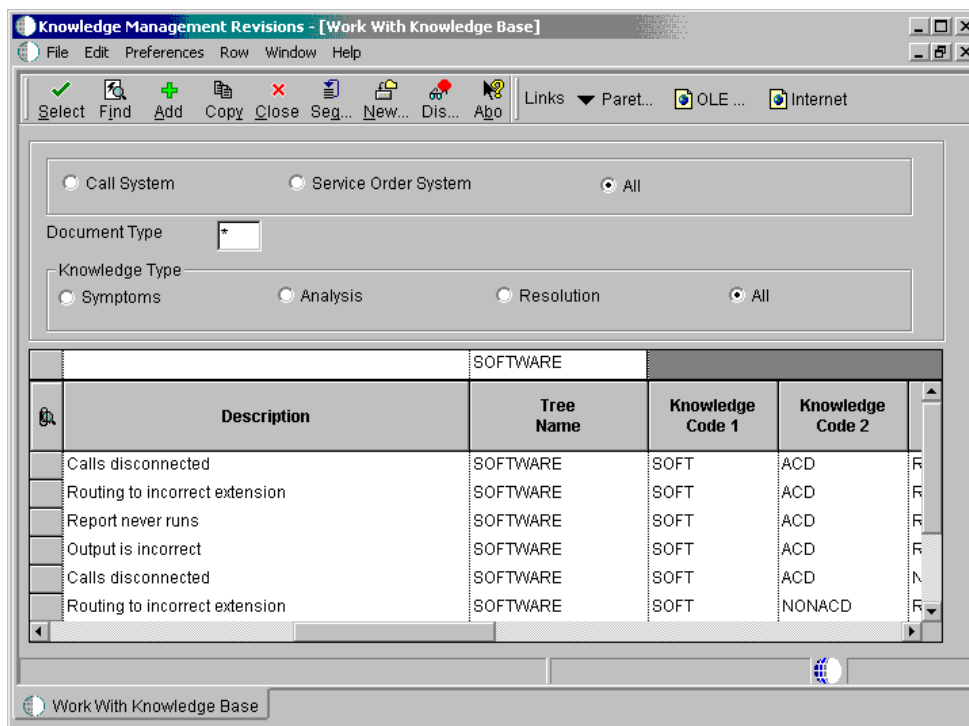 Knowledge Management Revisions - [Work With Knowledge Base]
File Edit Preferences Row Window Help
Select Find Add Copy Close Seq... New... Dis... Abo Links Paret... OLE ... Internet
Call System Service Order System All
Document Type *
Knowledge Type
Symptoms Analysis Resolution All
SOFTWARE
Description Tree Name Knowledge Code 1 Knowledge Code 2
Calls disconnected SOFTWARE SOFT ACD R
Routing to incorrect extension SOFTWARE SOFT ACD R
Report never runs SOFTWARE SOFT ACD R
Output is incorrect SOFTWARE SOFT ACD R
Calls disconnected SOFTWARE SOFT ACD N
Routing to incorrect extension SOFTWARE SOFT NONACD R
Work With Knowledge Base